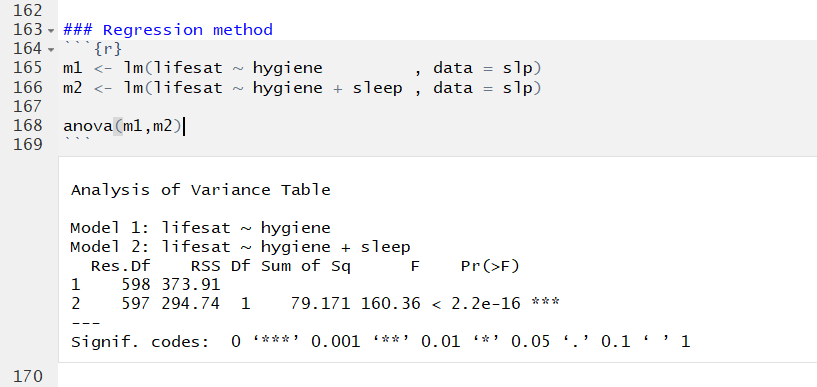 162
163 ### Regression method
164 ```{r}
165 m1 <- lm(lifesat ~ hygiene          , data = slp)
166 m2 <- lm(lifesat ~ hygiene + sleep , data = slp)
167
168 anova(m1,m2)
169 ```
Analysis of Variance Table
Model 1: lifesat ~ hygiene
Model 2: lifesat ~ hygiene + sleep
  Res.Df    RSS Df Sum of Sq      F    Pr(>F)
1    598 373.91
2    597 294.74  1    79.171 160.36 < 2.2e-16 ***
---
Signif. codes:  0 ‘***’ 0.001 ‘**’ 0.01 ‘*’ 0.05 ‘.’ 0.1 ‘ ’ 1
170